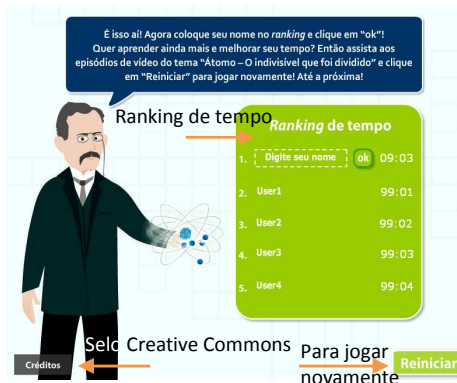 É isso aí! Agora coloque seu nome no ranking e clique em "ok"!
Quer aprender ainda mais e melhorar seu tempo? Então assista aos
episódios de vídeo do tema "Átomo – O indivisível que foi dividido" e clique
em "Reiniciar" para jogar novamente! Até a próxima!
Ranking de tempo
Ranking de tempo
1. Digite seu nome ok 09:03
2. User1 99:01
3. User2 99:02
4. User3 99:03
5. User4 99:04
Selo Creative Commons
Para jogar
novamente
Créditos
Reiniciar